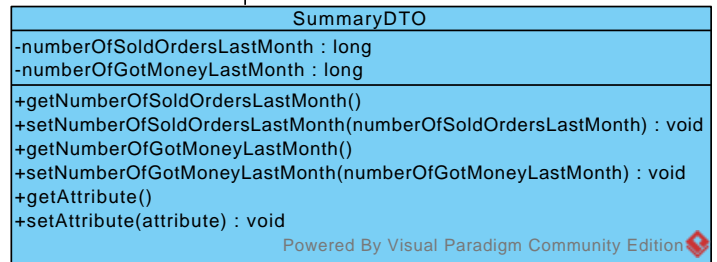 SummaryDTO
-numberOfSoldOrdersLastMonth : long
-numberOfGotMoneyLastMonth : long
+getNumberOfSoldOrdersLastMonth()
+setNumberOfSoldOrdersLastMonth(numberOfSoldOrdersLastMonth) : void
+getNumberOfGotMoneyLastMonth()
+setNumberOfGotMoneyLastMonth(numberOfGotMoneyLastMonth) : void
+getAttribute()
+setAttribute(attribute) : void
Powered By Visual Paradigm Community Edition